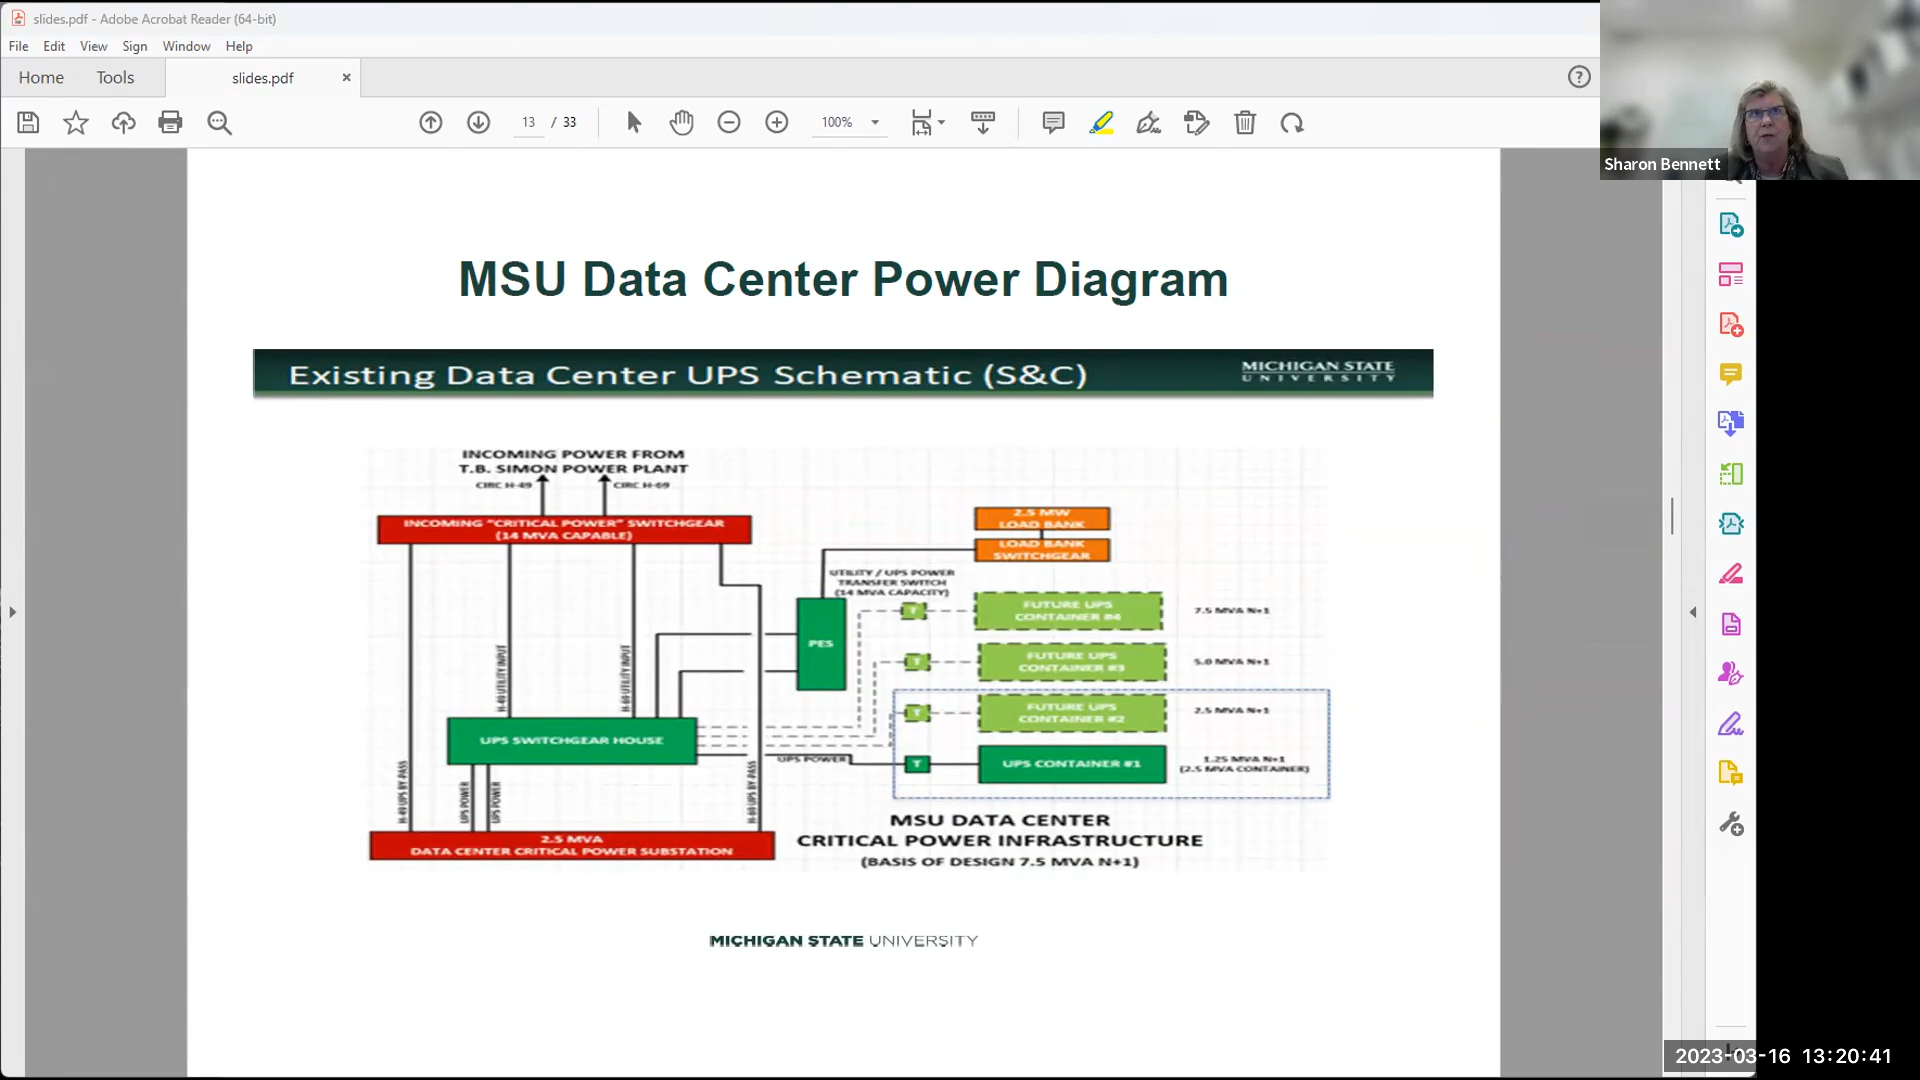 slides.pdf - Adobe Acrobat Reader (64-bit)
File Edit View Sign Window Help
Home Tools slides.pdf
13 / 33 100%
Sharon Bennett
MSU Data Center Power Diagram
Existing Data Center UPS Schematic (S&C)
MICHIGAN STATE
UNIVERSITY
INCOMING POWER FROM
T.B. SIMON POWER PLANT
CIRC H-49 CIRC H-69
INCOMING "CRITICAL POWER" SWITCHGEAR
(14 MVA CAPABLE)
2.5 MW
LOAD BANK
LOAD BANK
SWITCHGEAR
UTILITY / UPS POWER
TRANSFER SWITCH
(14 MVA CAPACITY)
PES
T
FUTURE UPS
CONTAINER #4
7.5 MVA N+1
T
FUTURE UPS
CONTAINER #3
5.0 MVA N+1
T
FUTURE UPS
CONTAINER #2
2.5 MVA N+1
T
UPS CONTAINER #1
1.25 MVA N+1
(2.5 MVA CONTAINER)
H-49 UTILITY INPUT
H-69 UTILITY INPUT
UPS SWITCHGEAR HOUSE
UPS POWER
H-49 UPS BY-PASS
UPS POWER
UPS POWER
H-69 UPS BY-PASS
2.5 MVA
DATA CENTER CRITICAL POWER SUBSTATION
MSU DATA CENTER
CRITICAL POWER INFRASTRUCTURE
(BASIS OF DESIGN 7.5 MVA N+1)
MICHIGAN STATE UNIVERSITY
2023-03-16 13:20:41